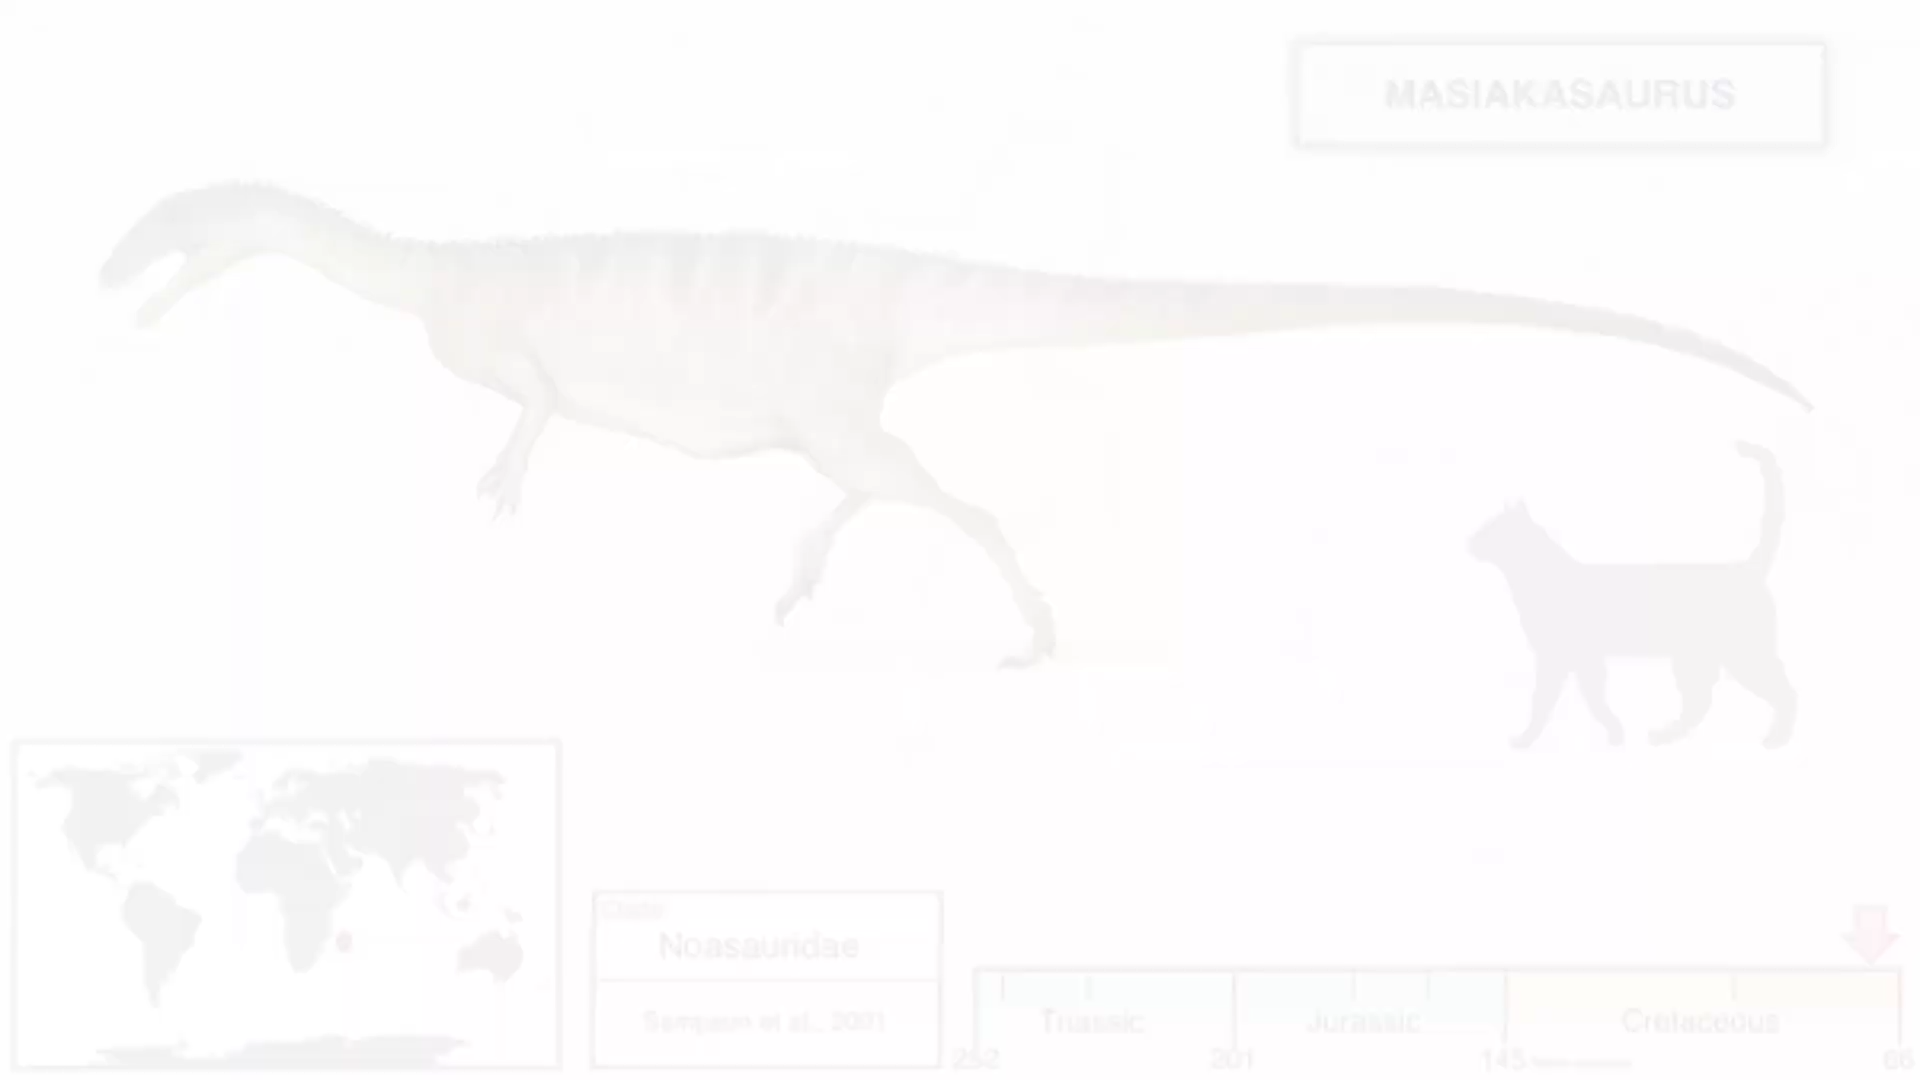 MASIAKASAURUS
Clade
Noasauridae
Sampson et al., 2001
Triassic
Jurassic
Cretaceous
252
201
145
66